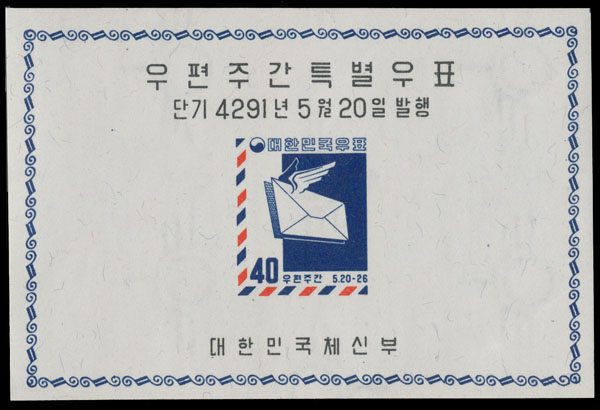 우편주간특별우표
단기 4291년 5월 20일 발행
대한민국우표
40 우편주간 5.20-26
대한민국체신부